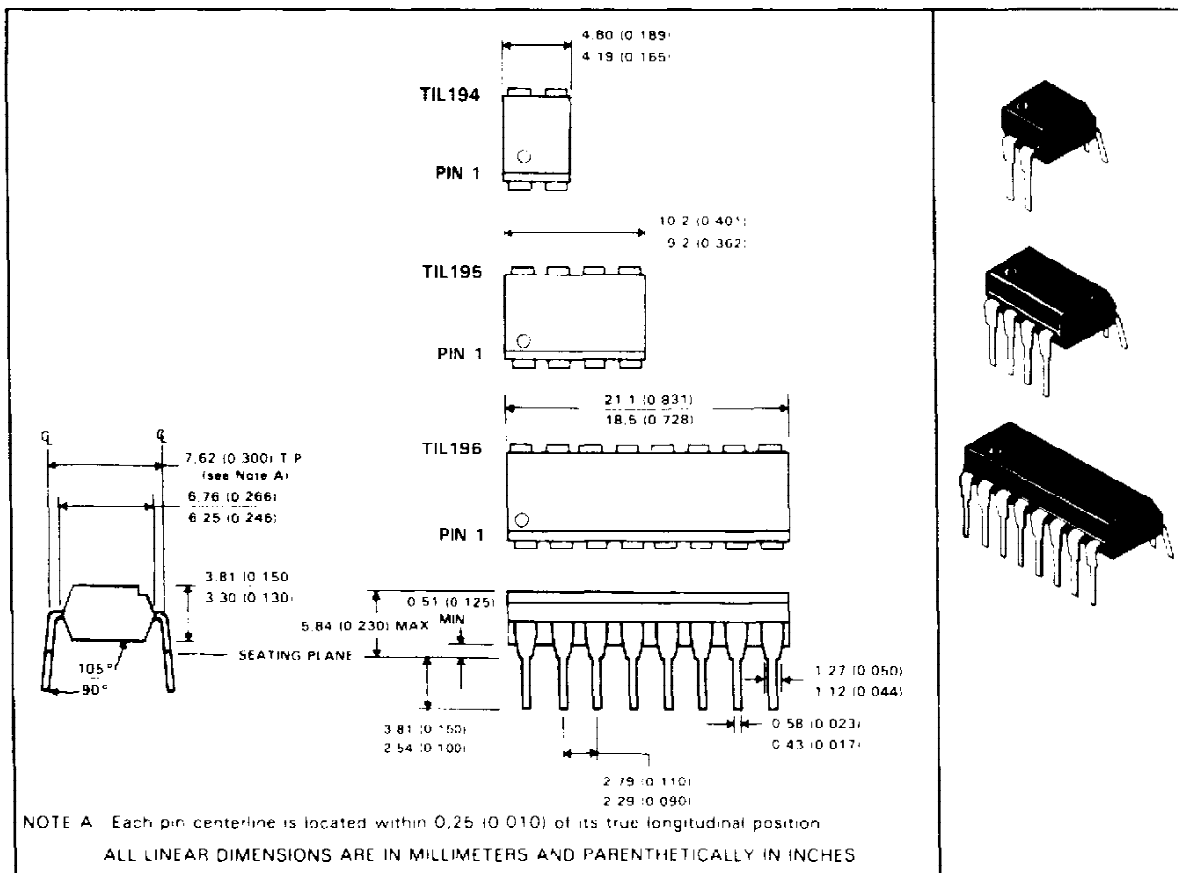 4.80 (0 189)
4 19 (0 165)
TIL194
PIN 1
10 2 (0 401)
9 2 (0 362)
TIL195
PIN 1
21 1 (0 831)
18,5 (0 728)
TIL196
PIN 1
7,62 (0 300) T P
(see Note A)
6 76 (0 266)
6 25 (0 246)
3 81 (0 150
3 30 (0 130)
0 51 (0 125)
MIN
5 84 (0 230) MAX
SEATING PLANE
105°
90°
1 27 (0 050)
1 12 (0 044)
3 81 (0 150)
2 54 (0 100)
0 58 (0 023)
0 43 (0 017)
2 79 (0 110)
2 29 (0 090)
NOTE A Each pin centerline is located within 0,25 (0 010) of its true longitudinal position
ALL LINEAR DIMENSIONS ARE IN MILLIMETERS AND PARENTHETICALLY IN INCHES